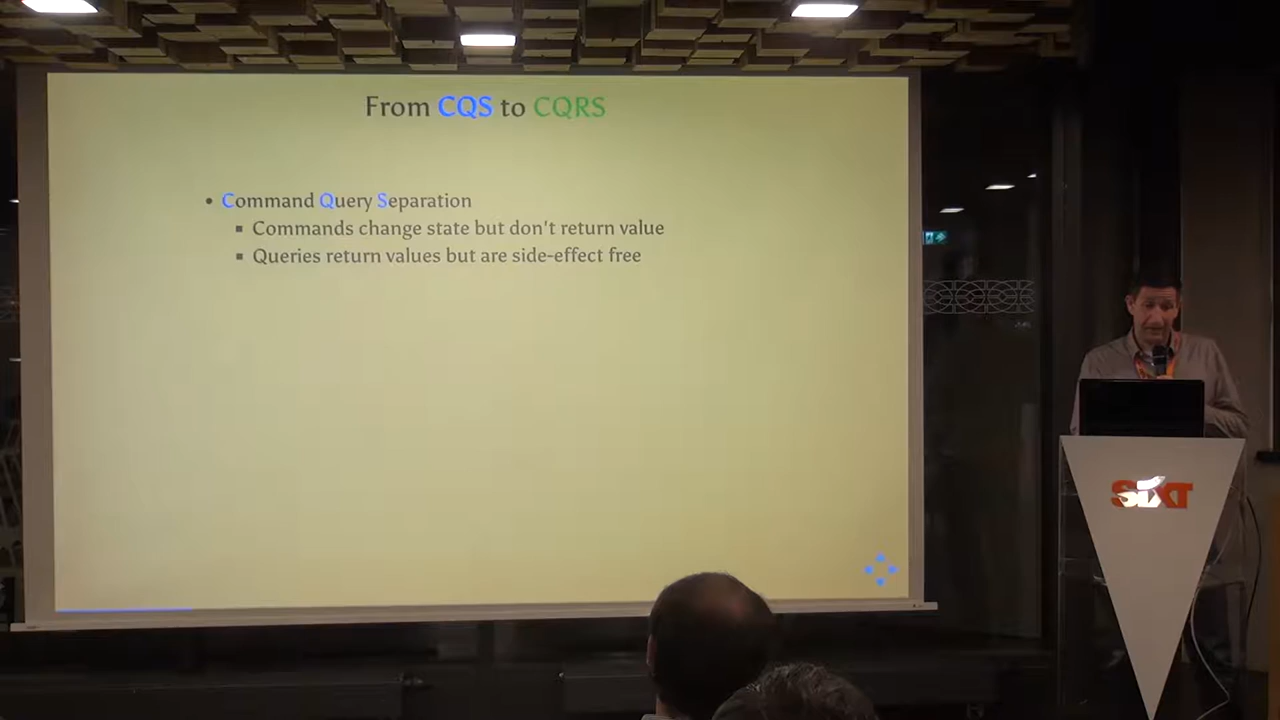 From CQS to CQRS
• Command Query Separation
▪ Commands change state but don't return value
▪ Queries return values but are side-effect free
SIXT